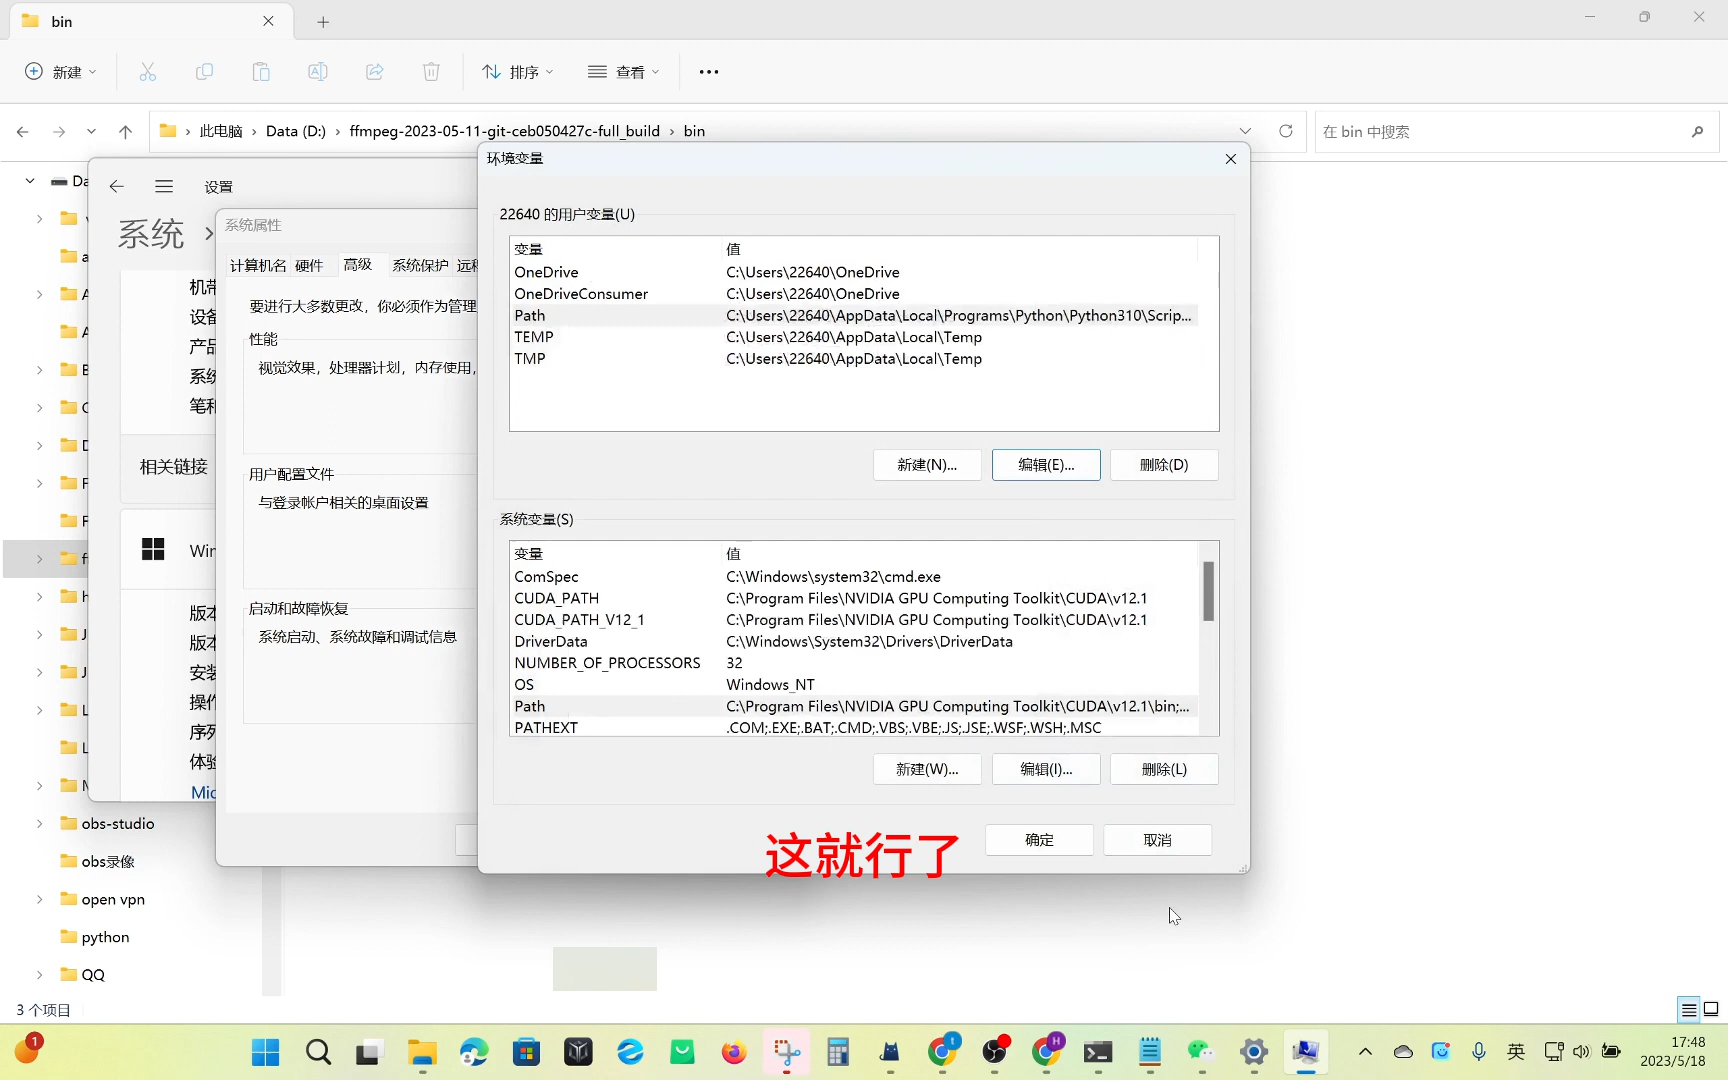 bin
新建
排序
查看
此电脑 › Data (D:) › ffmpeg-2023-05-11-git-ceb050427c-full_build › bin
在 bin 中搜索
设置
系统
系统属性
计算机名 硬件 高级 系统保护
要进行大多数更改，你必须作为管理
性能
视觉效果，处理器计划，内存使用，
用户配置文件
与登录帐户相关的桌面设置
启动和故障恢复
系统启动、系统故障和调试信息
相关链接
环境变量
22640 的用户变量(U)
变量 值
OneDrive C:\Users\22640\OneDrive
OneDriveConsumer C:\Users\22640\OneDrive
Path C:\Users\22640\AppData\Local\Programs\Python\Python310\Scrip...
TEMP C:\Users\22640\AppData\Local\Temp
TMP C:\Users\22640\AppData\Local\Temp
新建(N)... 编辑(E)... 删除(D)
系统变量(S)
变量 值
ComSpec C:\Windows\system32\cmd.exe
CUDA_PATH C:\Program Files\NVIDIA GPU Computing Toolkit\CUDA\v12.1
CUDA_PATH_V12_1 C:\Program Files\NVIDIA GPU Computing Toolkit\CUDA\v12.1
DriverData C:\Windows\System32\Drivers\DriverData
NUMBER_OF_PROCESSORS 32
OS Windows_NT
Path C:\Program Files\NVIDIA GPU Computing Toolkit\CUDA\v12.1\bin;...
PATHEXT .COM;.EXE;.BAT;.CMD;.VBS;.VBE;.JS;.JSE;.WSF;.WSH;.MSC
新建(W)... 编辑(I)... 删除(L)
确定 取消
这就行了
obs-studio
obs录像
open vpn
python
QQ
3 个项目
英
17:48
2023/5/18